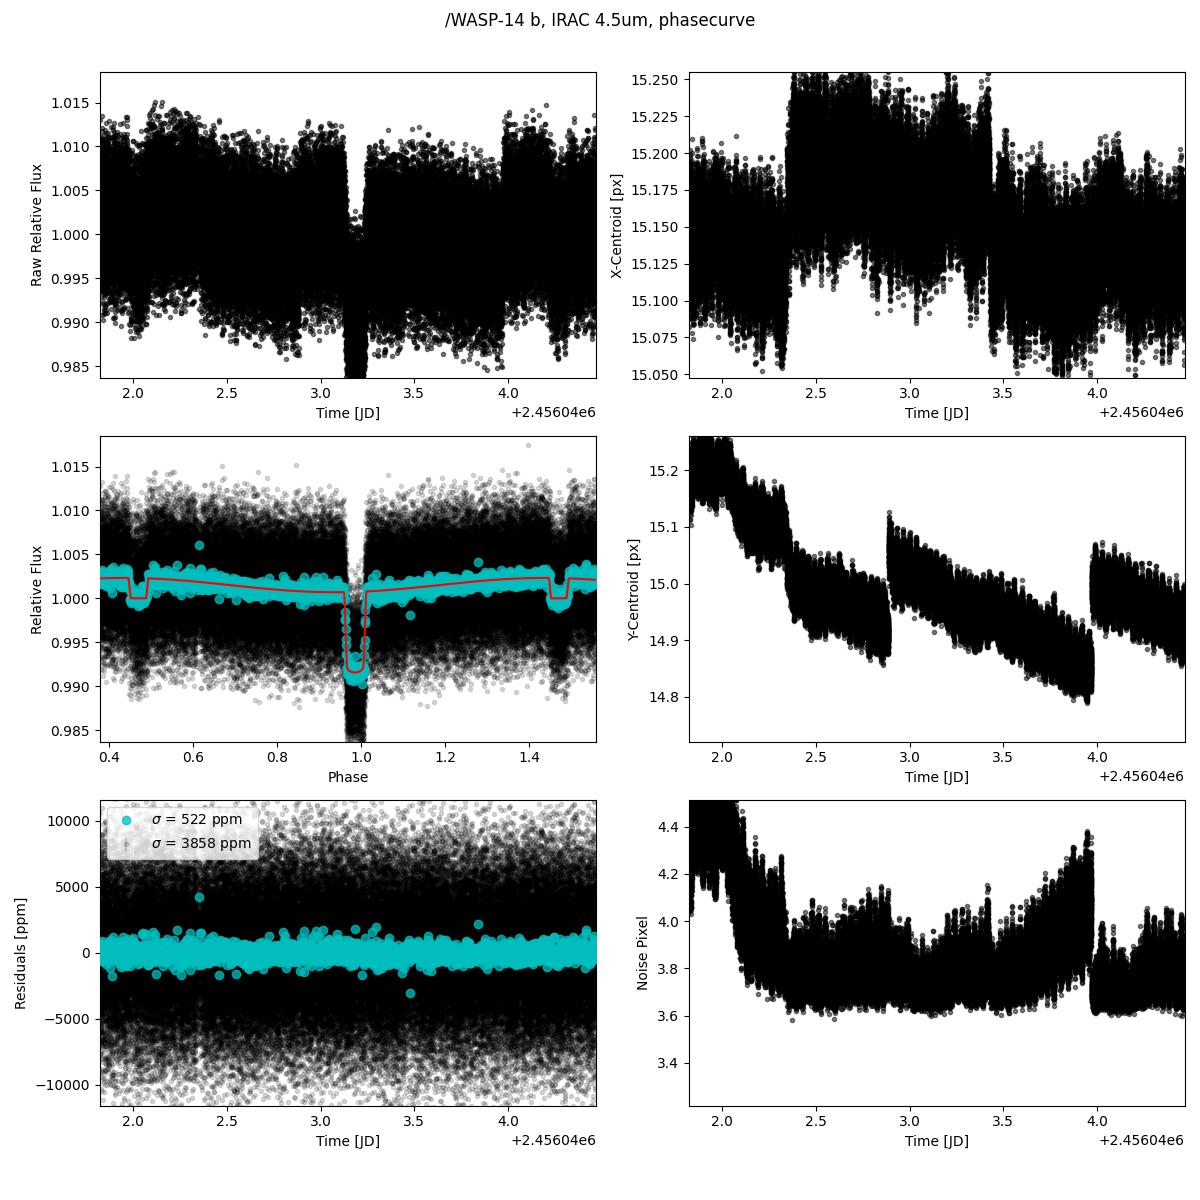 /WASP-14 b, IRAC 4.5um, phasecurve
1.015
1.010
1.005
1.000
0.995
0.990
0.985
Raw Relative Flux
2.0 2.5 3.0 3.5 4.0
Time [JD]
+2.45604e6
15.250
15.225
15.200
15.175
15.150
15.125
15.100
15.075
15.050
X-Centroid [px]
2.0 2.5 3.0 3.5 4.0
Time [JD]
+2.45604e6
1.015
1.010
1.005
1.000
0.995
0.990
0.985
Relative Flux
0.4 0.6 0.8 1.0 1.2 1.4
Phase
15.2
15.1
15.0
14.9
14.8
Y-Centroid [px]
2.0 2.5 3.0 3.5 4.0
Time [JD]
+2.45604e6
10000
5000
0
−5000
−10000
Residuals [ppm]
σ = 522 ppm
σ = 3858 ppm
2.0 2.5 3.0 3.5 4.0
Time [JD]
+2.45604e6
4.4
4.2
4.0
3.8
3.6
3.4
Noise Pixel
2.0 2.5 3.0 3.5 4.0
Time [JD]
+2.45604e6